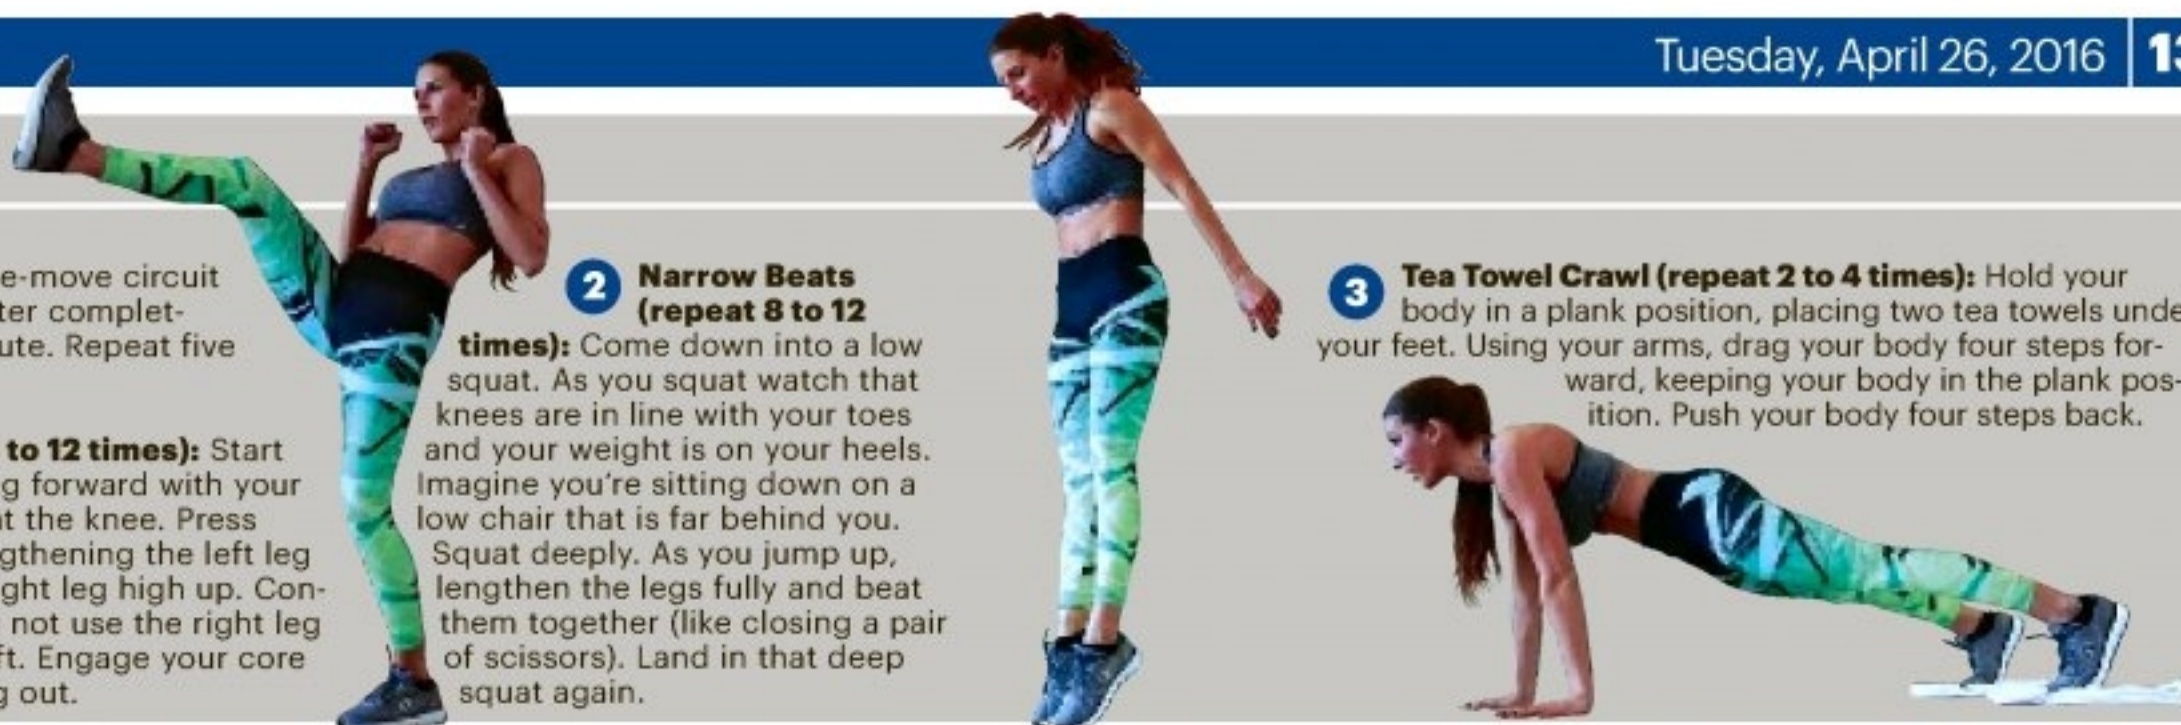 Tuesday, April 26, 2016
e-move circuit
ter complet-
ute. Repeat five
to 12 times): Start
g forward with your
t the knee. Press
gthening the left leg
ght leg high up. Con-
not use the right leg
ft. Engage your core
g out.
2 Narrow Beats
(repeat 8 to 12
times): Come down into a low
squat. As you squat watch that
knees are in line with your toes
and your weight is on your heels.
Imagine you're sitting down on a
low chair that is far behind you.
Squat deeply. As you jump up,
lengthen the legs fully and beat
them together (like closing a pair
of scissors). Land in that deep
squat again.
3 Tea Towel Crawl (repeat 2 to 4 times): Hold your
body in a plank position, placing two tea towels unde
your feet. Using your arms, drag your body four steps for-
ward, keeping your body in the plank pos-
ition. Push your body four steps back.